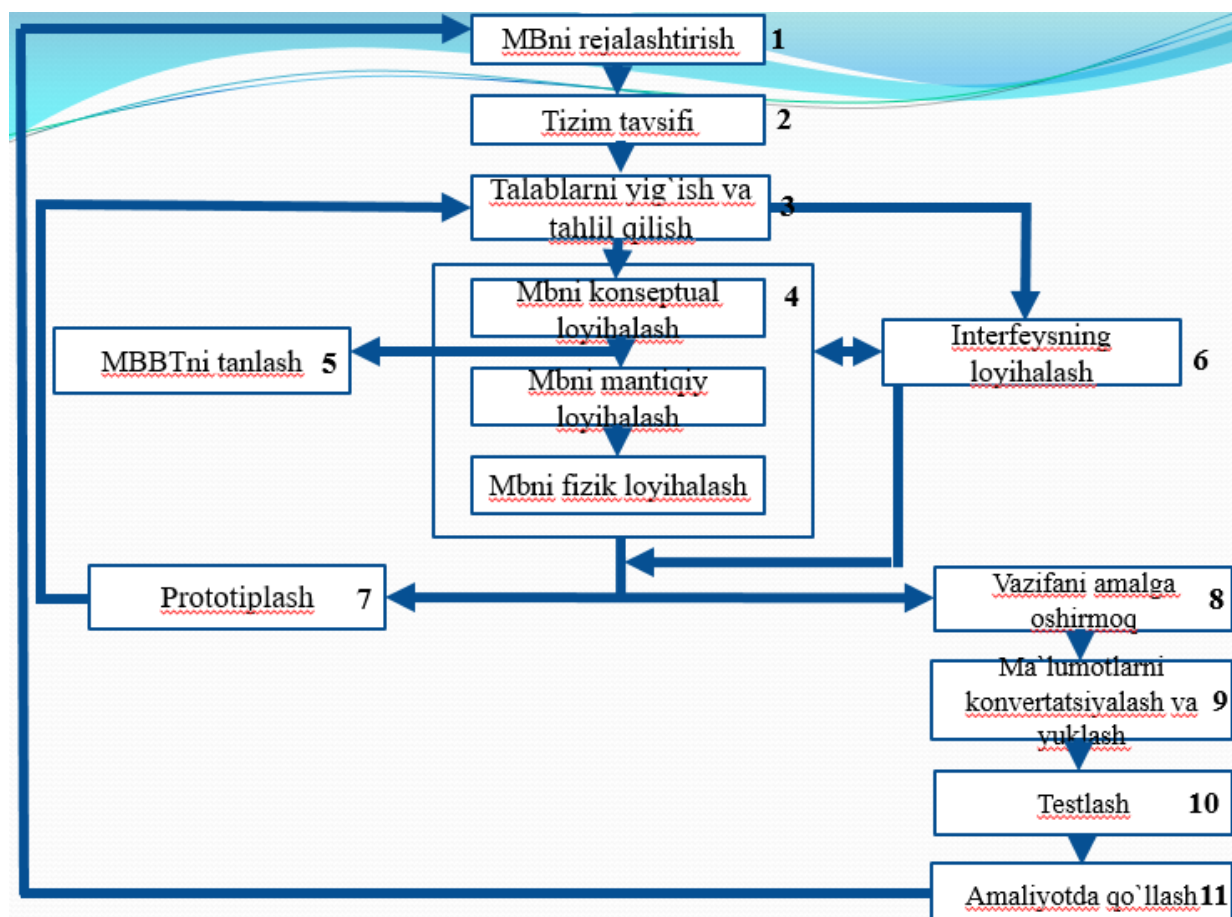 MBni rejalashtirish 1
Tizim tavsifi 2
Talablarni yig`ish va 3
tahlil qilish
Mbni konseptual 4
loyihalash
MBBTni tanlash 5
Interfeysning 6
loyihalash
Mbni mantiqiy
loyihalash
Mbni fizik loyihalash
Prototiplash 7
Vazifani amalga 8
oshirmoq
Ma`lumotlarni
konvertatsiyalash va 9
yuklash
Testlash 10
Amaliyotda qo`llash 11